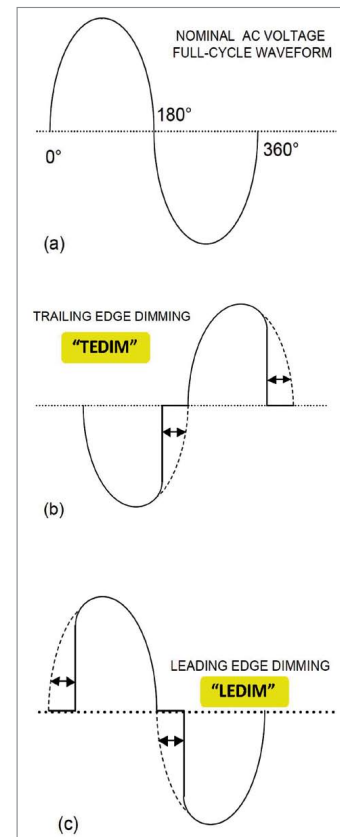 NOMINAL AC VOLTAGE
FULL-CYCLE WAVEFORM
180°
0°
360°
(a)
TRAILING EDGE DIMMING
“TEDIM”
(b)
LEADING EDGE DIMMING
“LEDIM”
(c)